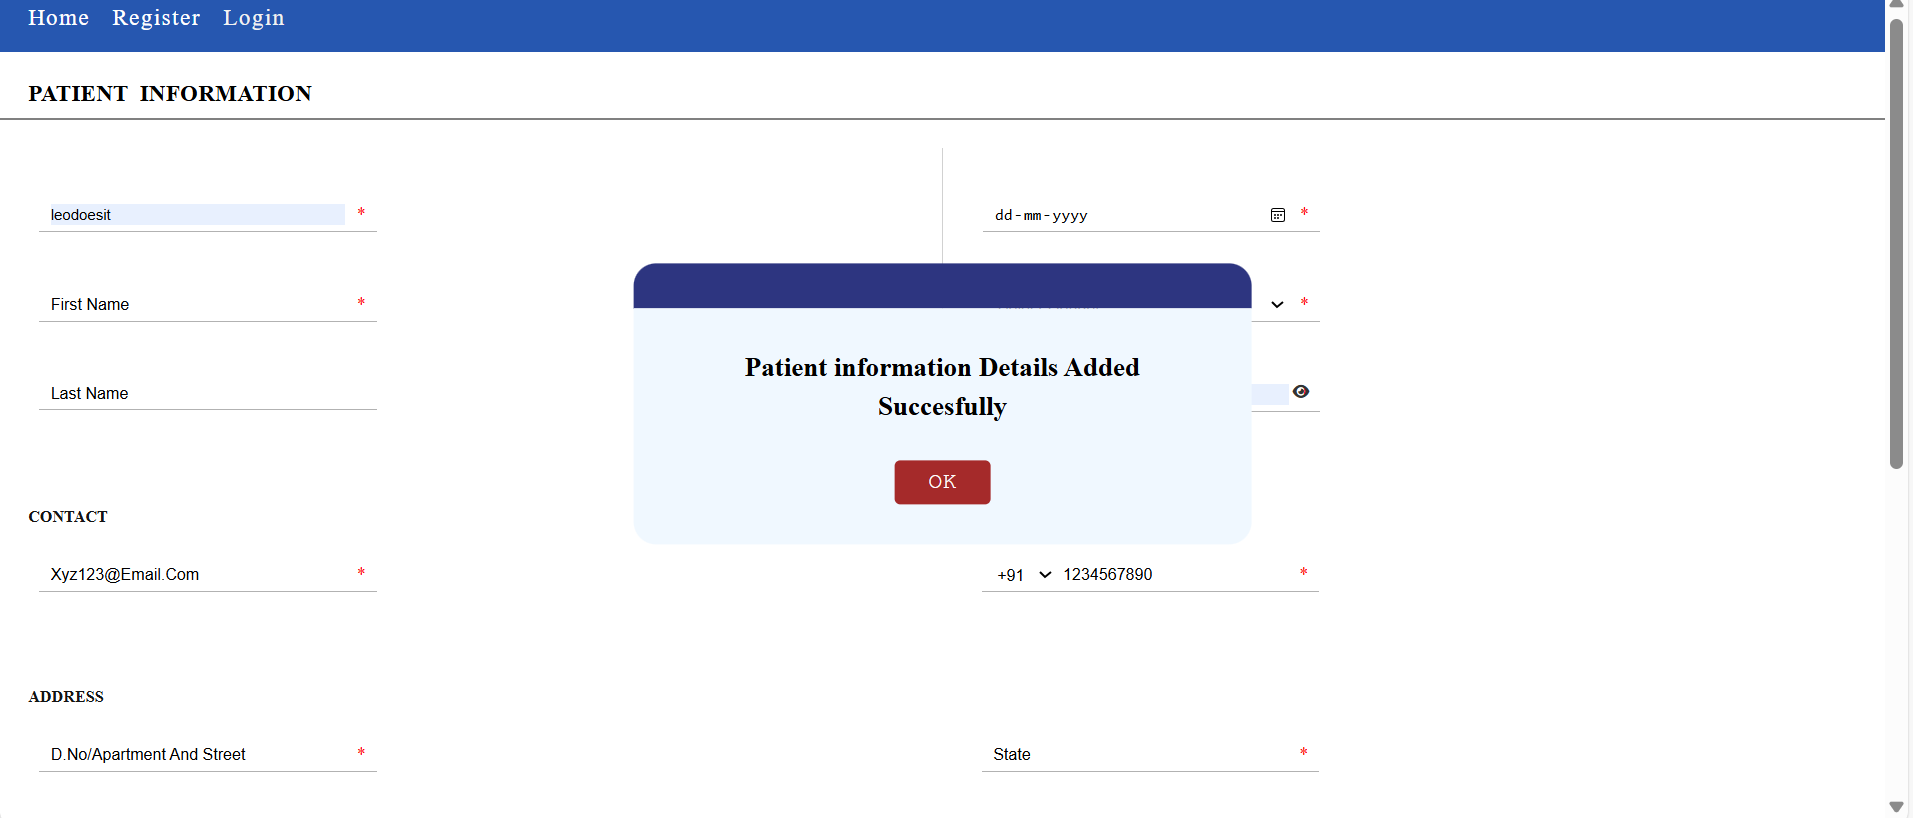 Home Register Login
PATIENT INFORMATION
leodoesit *
dd-mm-yyyy *
First Name *
*
Last Name
Patient information Details Added
Succesfully
OK
CONTACT
Xyz123@Email.Com *
+91 1234567890 *
ADDRESS
D.No/Apartment And Street *
State *